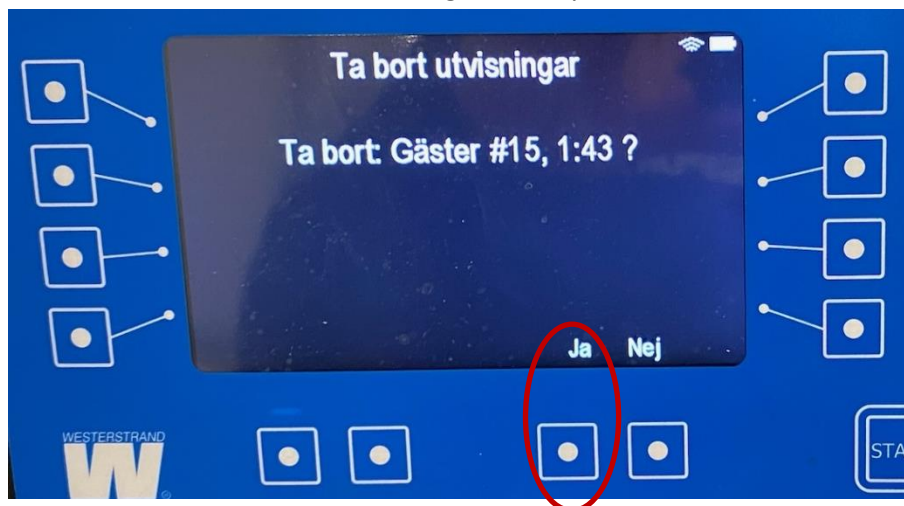 Ta bort utvisningar
Ta bort: Gäster #15, 1:43 ?
Ja Nej
WESTERSTRAND
W
STA